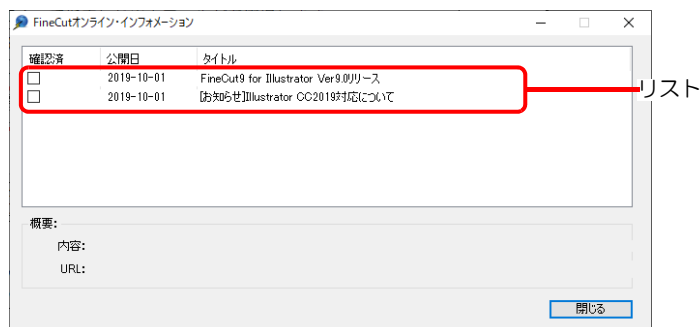 FineCutオンライン・インフォメーション
確認済 公開日 タイトル
2019-10-01 FineCut9 for Illustrator Ver9.0リリース
2019-10-01 [お知らせ]Illustrator CC2019対応について
リスト
概要:
内容:
URL:
閉じる